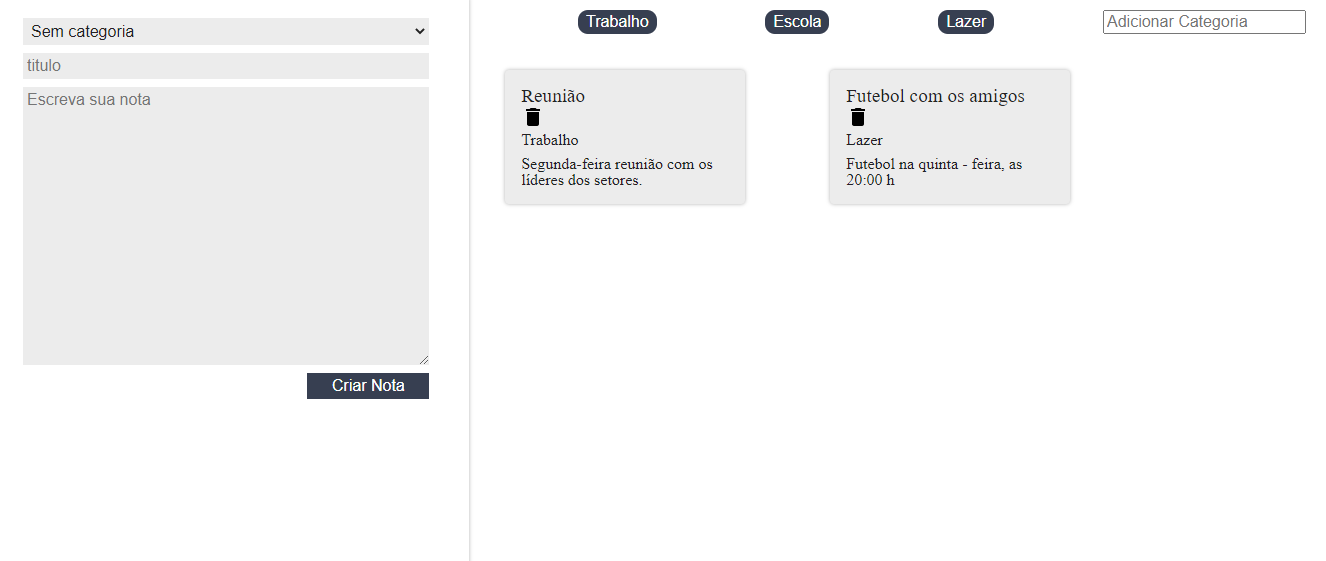 Sem categoria
titulo
Escreva sua nota
Criar Nota
Trabalho
Escola
Lazer
Adicionar Categoria
Reunião
Trabalho
Segunda-feira reunião com os
líderes dos setores.
Futebol com os amigos
Lazer
Futebol na quinta - feira, as
20:00 h